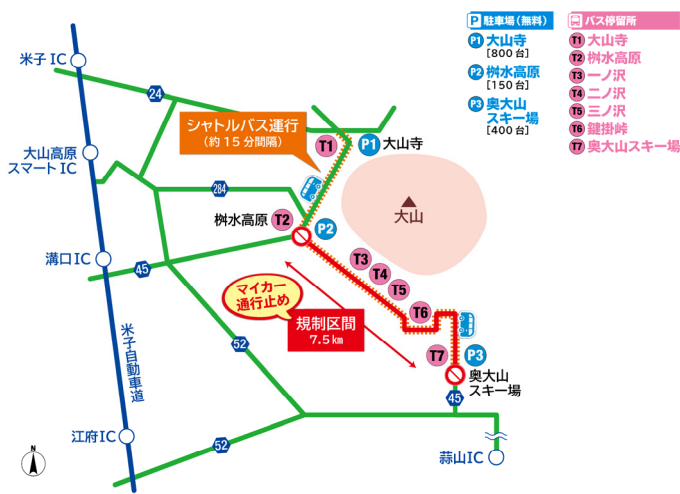 P 駐車場（無料）
P1 大山寺
［800台］
P2 桝水高原
［150台］
P3 奥大山
スキー場
［400台］
バス停留所
T1 大山寺
T2 桝水高原
T3 一ノ沢
T4 二ノ沢
T5 三ノ沢
T6 鍵掛峠
T7 奥大山スキー場
米子IC
24
シャトルバス運行
（約15分間隔）
T1
P1 大山寺
大山高原
スマートIC
284
大山
桝水高原
T2
P2
溝口IC
45
T3
T4
T5
T6
マイカー
通行止め
規制区間
7.5㎞
米子自動車道
52
T7
P3
奥大山
スキー場
45
江府IC
52
蒜山IC
N